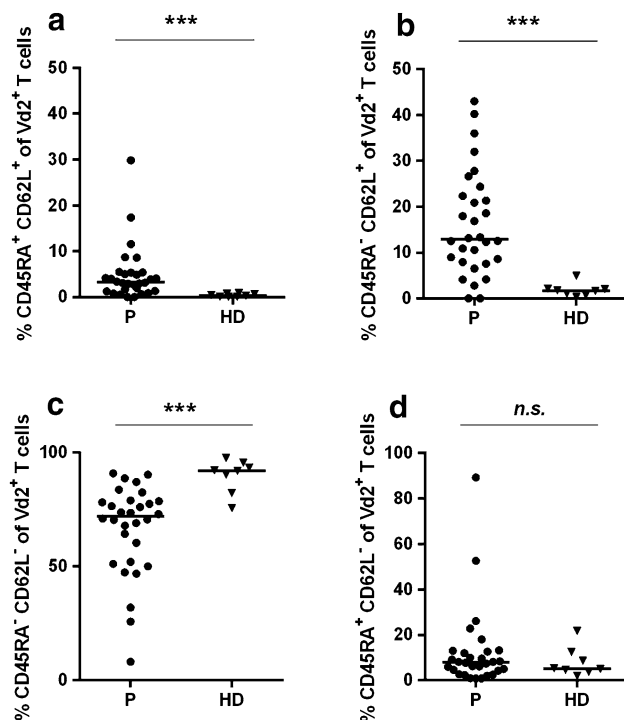 a
***
% CD45RA⁺ CD62L⁺ of Vd2⁺ T cells
50
40
30
20
10
0
P HD
b
***
% CD45RA⁻ CD62L⁺ of Vd2⁺ T cells
50
40
30
20
10
0
P HD
c
***
% CD45RA⁻ CD62L⁻ of Vd2⁺ T cells
100
50
0
P HD
d
n.s.
% CD45RA⁺ CD62L⁻ of Vd2⁺ T cells
100
80
60
40
20
0
P HD